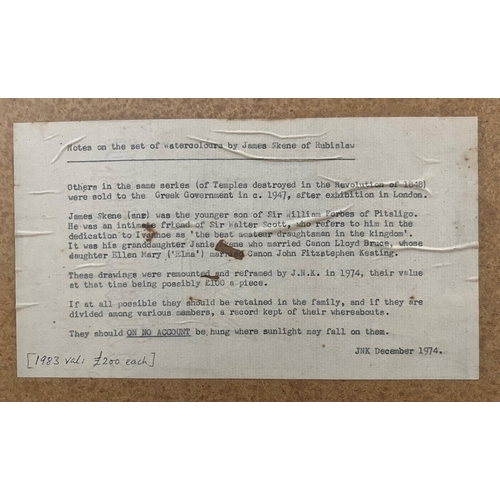 Notes on the set of watercolours by James Skene of Rubislaw
Others in the same series (of Temples destroyed in the Revolution of 1848)
were sold to the Greek Government in c. 1947, after exhibition in London.
James Skene (snr) was the younger son of Sir William Forbes of Pitsligo.
He was an intimate friend of Sir Walter Scott, who refers to him in the
dedication to Ivanhoe as 'the best amateur draughtsman in the kingdom'.
It was his granddaughter Janie Skene who married Canon Lloyd Bruce, whose
daughter Ellen Mary ('Elma') married Canon John Fitzstephen Keating.
These drawings were remounted and reframed by J.N.K. in 1974, their value
at that time being possibly £100 a piece.
If at all possible they should be retained in the family, and if they are
divided among various members, a record kept of their whereabouts.
They should ON NO ACCOUNT be hung where sunlight may fall on them.
JNK December 1974.
[1983 val: £200 each]